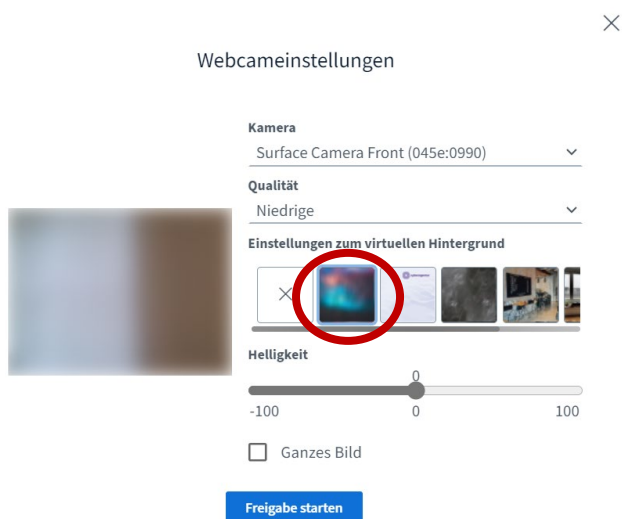 Webcameinstellungen
Kamera
Surface Camera Front (045e:0990)
Qualität
Niedrige
Einstellungen zum virtuellen Hintergrund
Helligkeit
0
-100 0 100
Ganzes Bild
Freigabe starten